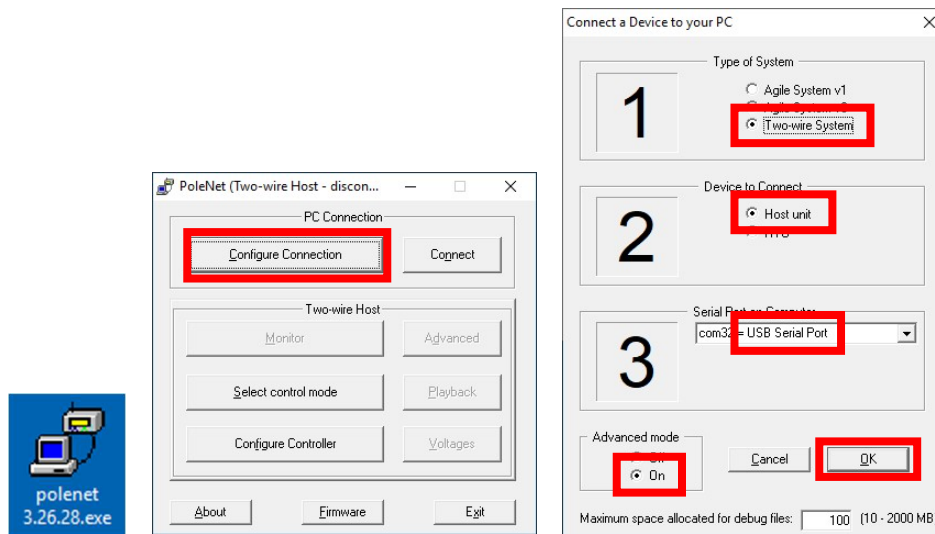 polenet
3.26.28.exe
PoleNet (Two-wire Host - discon...
PC Connection
Configure Connection
Connect
Two-wire Host
Monitor
Advanced
Select control mode
Playback
Configure Controller
Voltages
About
Firmware
Exit
Connect a Device to your PC
Type of System
1
Agile System v1
Two-wire System
Device to Connect
2
Host unit
Serial Port on Computer
3
com32 = USB Serial Port
Advanced mode
On
Cancel
OK
Maximum space allocated for debug files: 100 (10 - 2000 MB